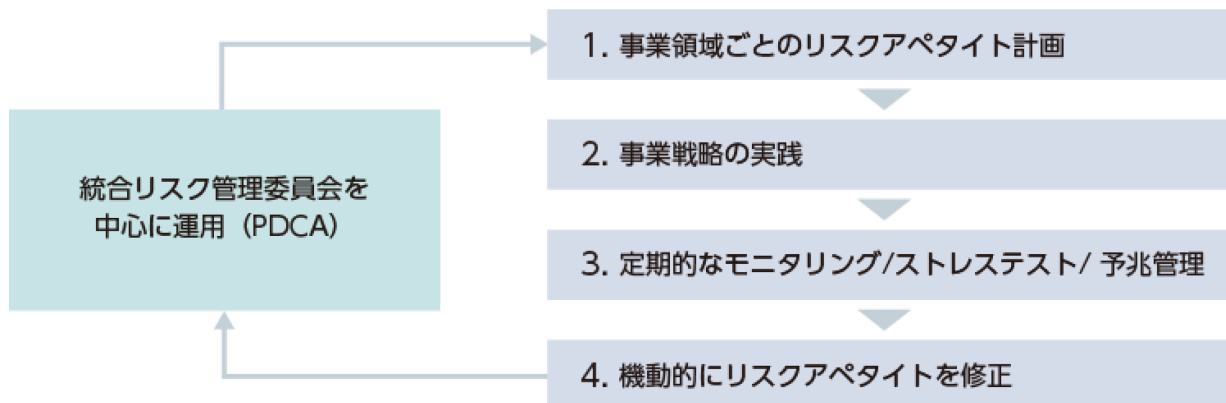 統合リスク管理委員会を
中心に運用（PDCA）
1. 事業領域ごとのリスクアペタイト計画
2. 事業戦略の実践
3. 定期的なモニタリング/ストレステスト/ 予兆管理
4. 機動的にリスクアペタイトを修正